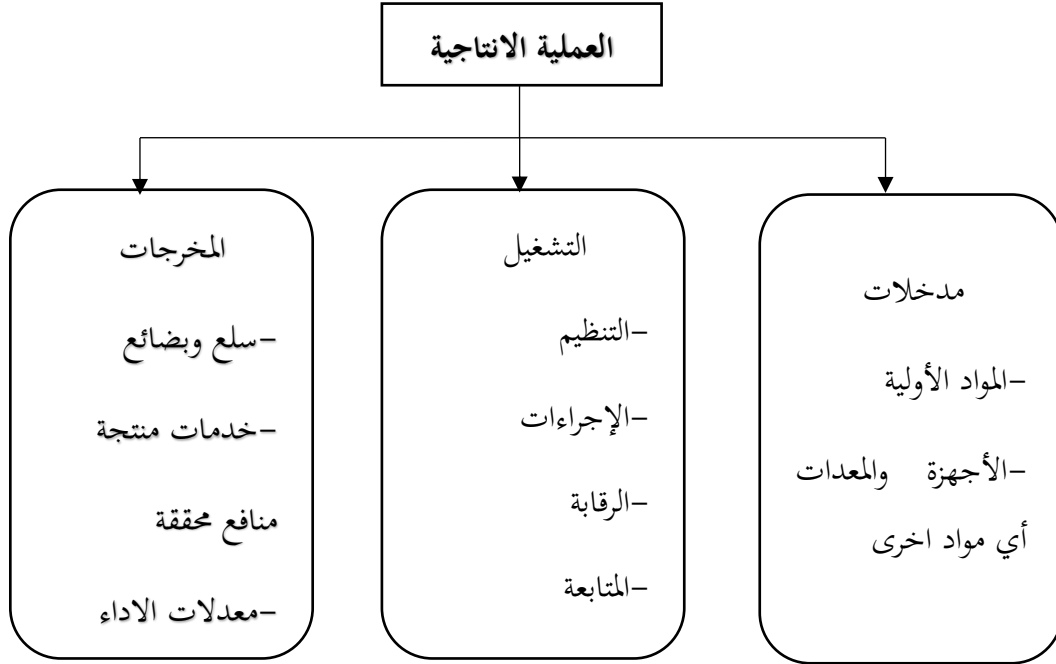 العملية الانتاجية
مدخلات
-المواد الأولية
-الأجهزة والمعدات
أي مواد اخرى
التشغيل
-التنظيم
-الإجراءات
-الرقابة
-المتابعة
المخرجات
-سلع وبضائع
-خدمات منتجة
منافع محققة
-معدلات الاداء